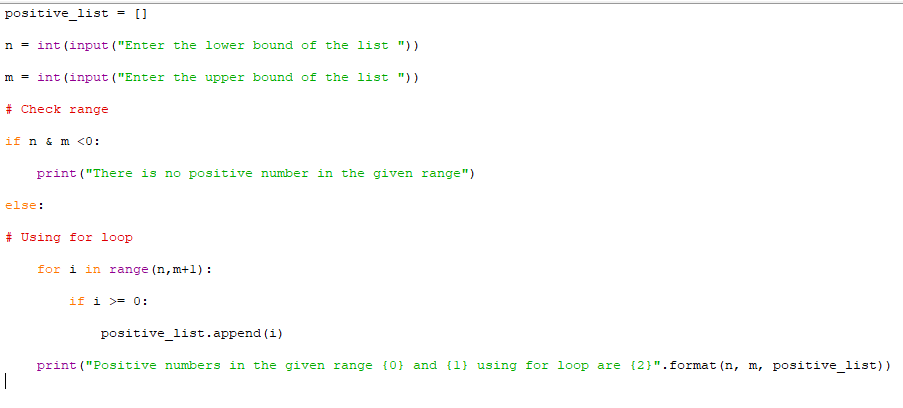 positive_list = []
n = int(input("Enter the lower bound of the list "))
m = int(input("Enter the upper bound of the list "))
# Check range
if n & m <0:
    print("There is no positive number in the given range")
else:
# Using for loop
    for i in range(n,m+1):
        if i >= 0:
            positive_list.append(i)
    print("Positive numbers in the given range {0} and {1} using for loop are {2}".format(n, m, positive_list))